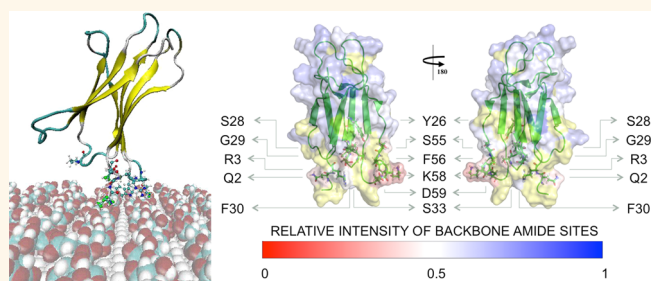 180
S28
G29
R3
Q2
F30
Y26
S55
F56
K58
D59
S33
S28
G29
R3
Q2
F30
RELATIVE INTENSITY OF BACKBONE AMIDE SITES
0 0.5 1